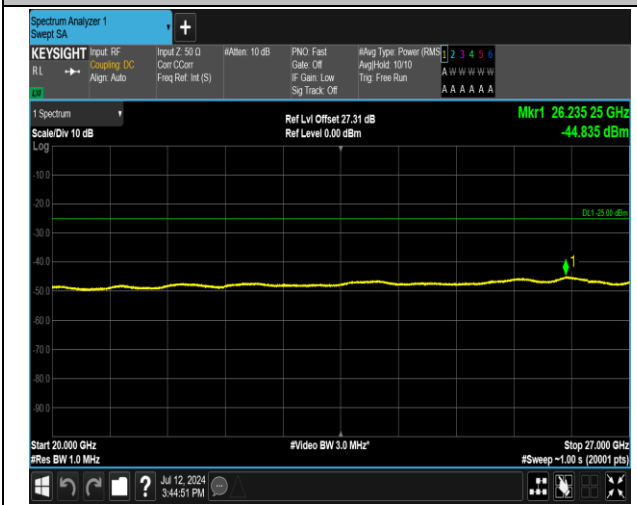 Spectrum Analyzer 1
Swept SA
+
KEYSIGHT Input: RF Input Z: 50 Ω #Atten: 10 dB PNO: Fast #Avg Type: Power (RMS 1 2 3 4 5 6
RL Coupling: DC Corr CCorr Gate: Off Avg|Hold: 10/10 A W W W W W
Align: Auto Freq Ref: Int (S) IF Gain: Low Trig: Free Run
LXI Sig Track: Off A A A A A A
1 Spectrum Ref Lvl Offset 27.31 dB Mkr1 26.235 25 GHz
Scale/Div 10 dB Ref Level 0.00 dBm -44.835 dBm
Log
-10.0
-20.0
DL1 -25.00 dBm
-30.0
-40.0
1
-50.0
-60.0
-70.0
-80.0
-90.0
Start 20.000 GHz #Video BW 3.0 MHz* Stop 27.000 GHz
#Res BW 1.0 MHz #Sweep ~1.00 s (20001 pts)
? Jul 12, 2024
3:44:51 PM